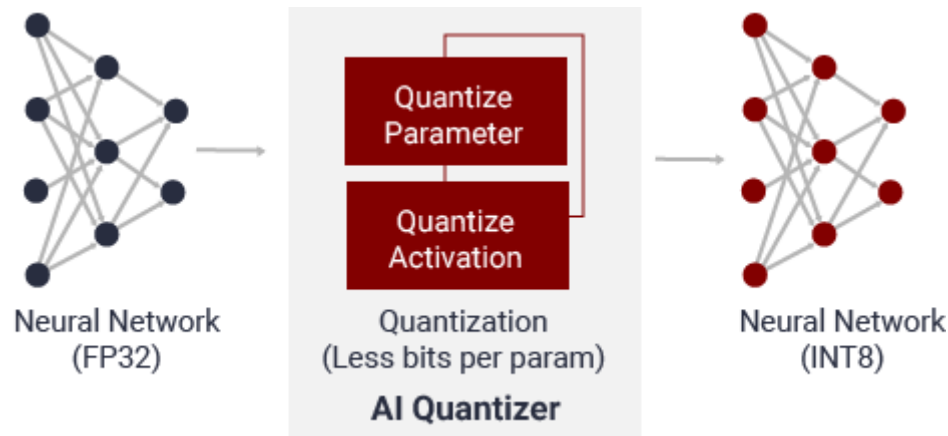 Quantize
Parameter
Quantize
Activation
Neural Network
(FP32)
Quantization
(Less bits per param)
AI Quantizer
Neural Network
(INT8)